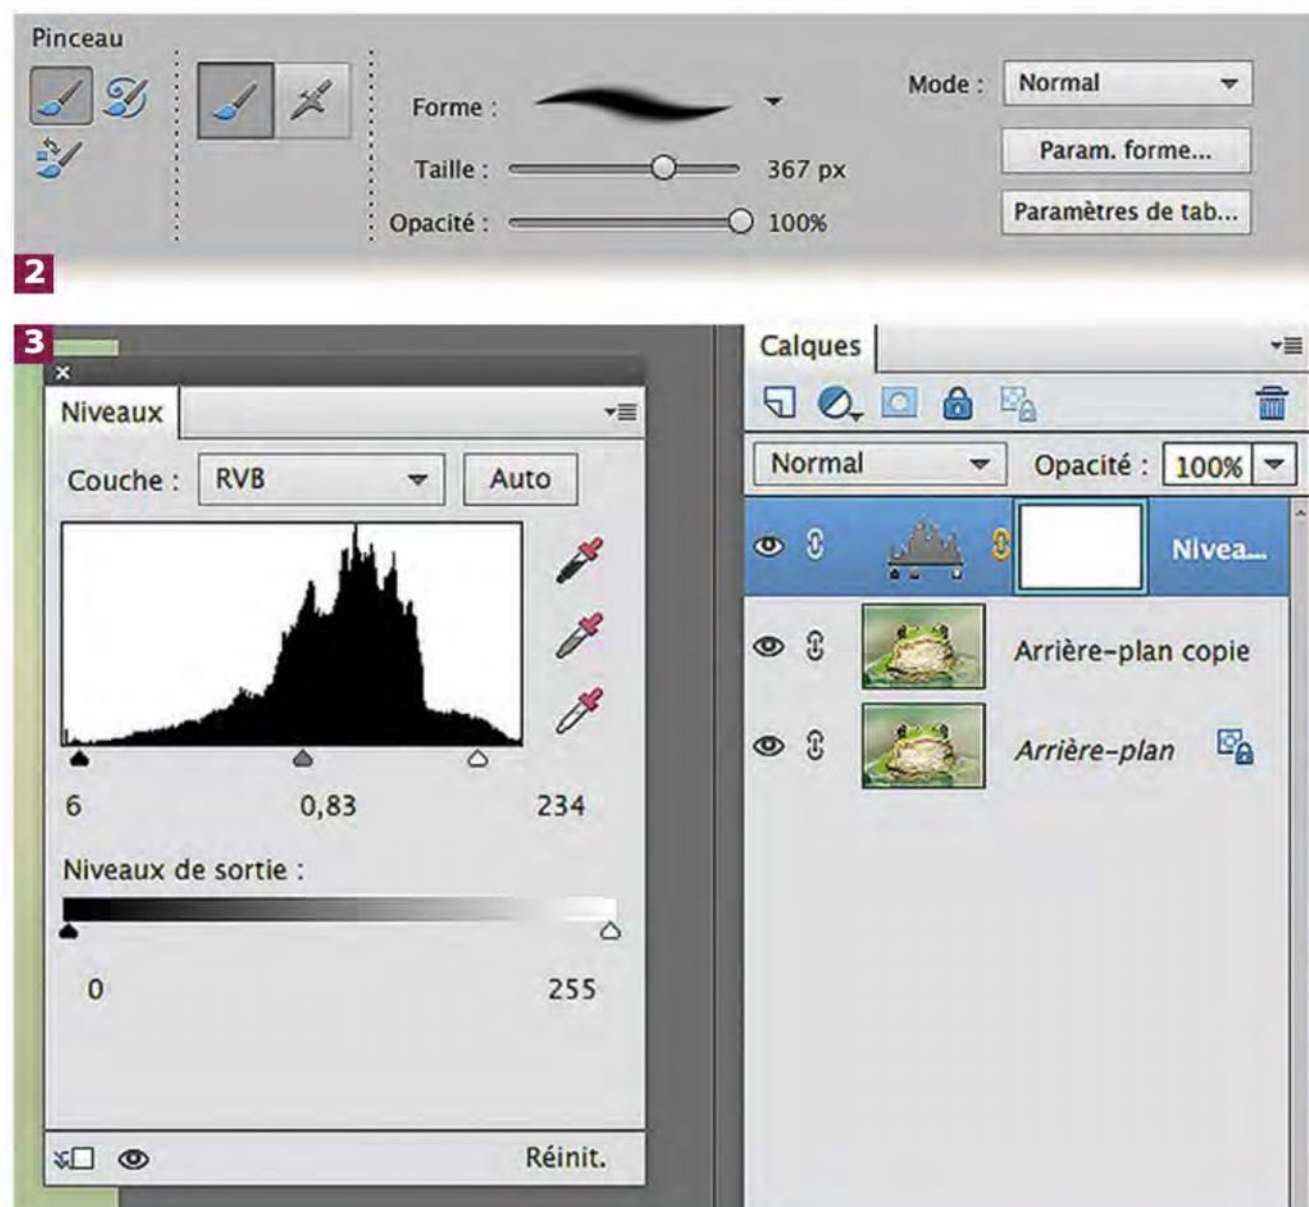 Pinceau
Forme :
Taille :
367 px
Opacité :
100%
Mode :
Normal
Param. forme...
Paramètres de tab...
2
3
Niveaux
Couche :
RVB
Auto
6
0,83
234
Niveaux de sortie :
0
255
Réinit.
Calques
Normal
Opacité :
100%
Nivea...
Arrière-plan copie
Arrière-plan